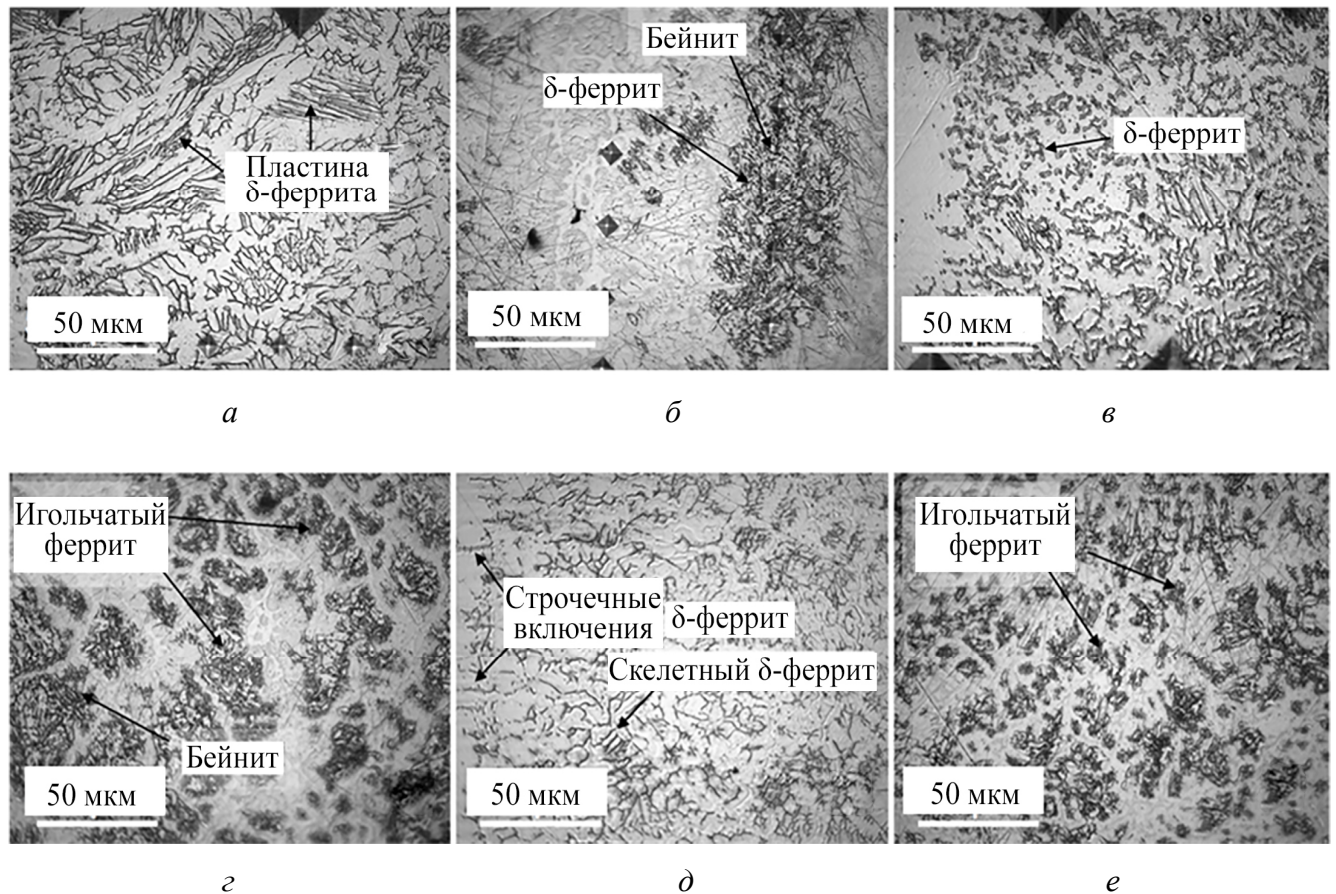 Пластина
δ-феррита
50 мкм
а
Бейнит
δ-феррит
50 мкм
б
δ-феррит
50 мкм
в
Игольчатый
феррит
Бейнит
50 мкм
г
Строчечные
включения
δ-феррит
Скелетный δ-феррит
50 мкм
д
Игольчатый
феррит
50 мкм
е